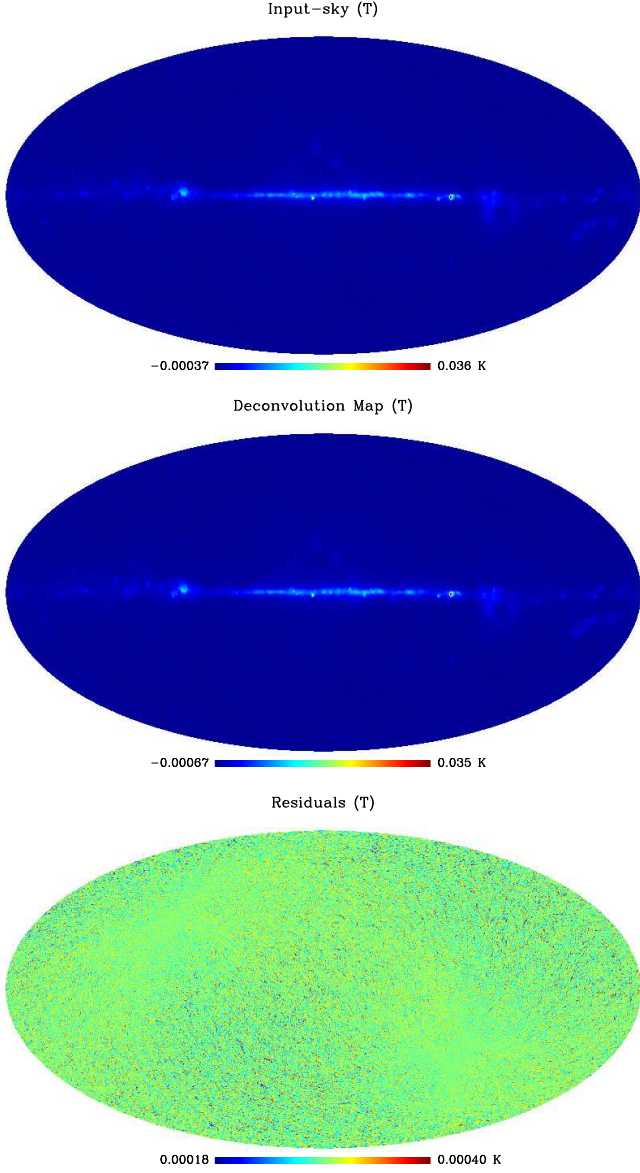 Input-sky (T)
-0.00037 0.036 K
Deconvolution Map (T)
-0.00067 0.035 K
Residuals (T)
0.00018 0.00040 K